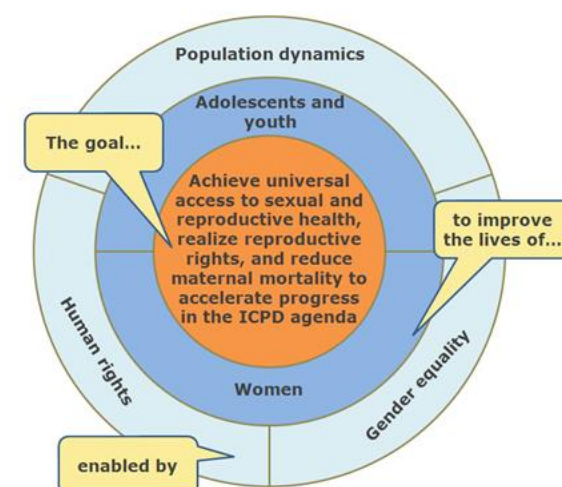 Population dynamics
Adolescents and
youth
The goal...
Achieve universal
access to sexual and
reproductive health,
realize reproductive
rights, and reduce
maternal mortality to
accelerate progress
in the ICPD agenda
to improve
the lives of...
Women
Human rights
Gender equality
enabled by